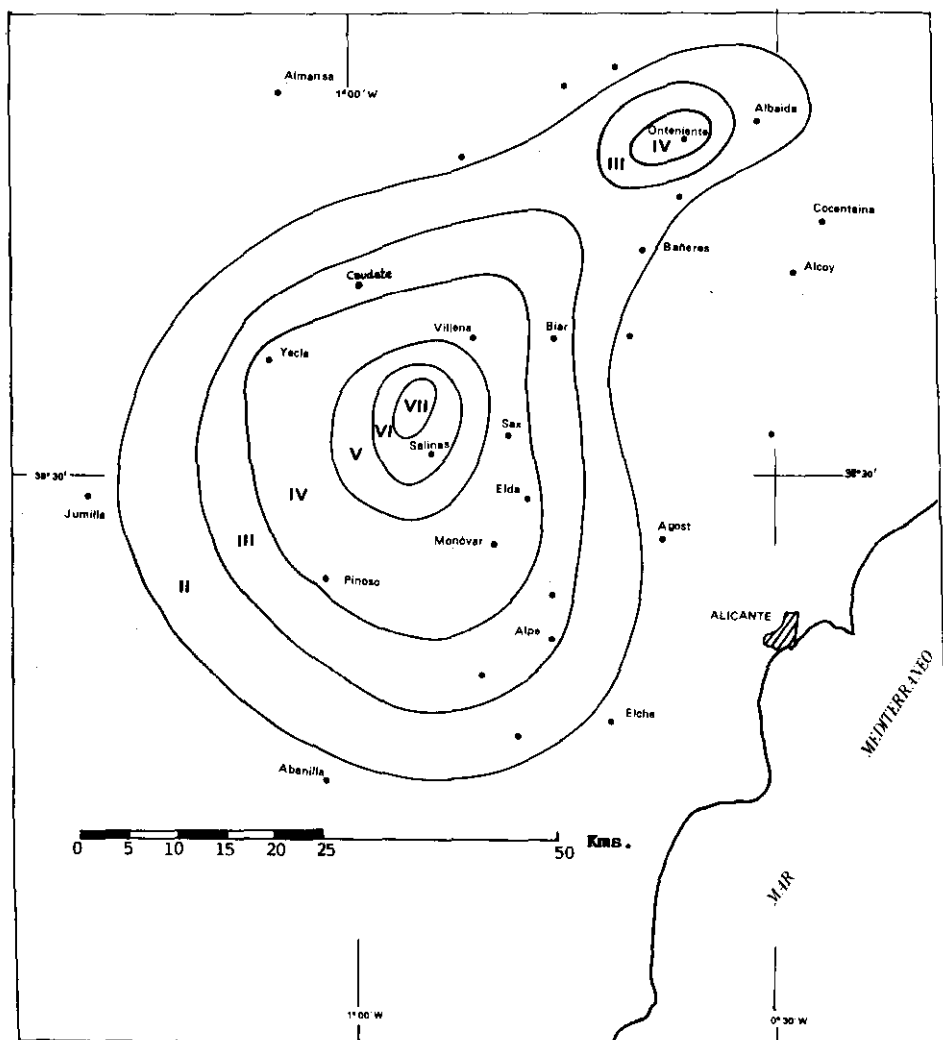 Almansa
1°00' W
Albaida
Onteniente
IV
III
Cocentaina
Bañeres
Alcoy
Caudete
Villena
Biar
Yecla
VII
VI
Sax
V
Salinas
38°30'
38°30'
IV
Elda
Jumilla
Agost
III
Monóvar
II
Pinoso
ALICANTE
Aspe
MEDITERRANEO
Elche
Abanilla
0 5 10 15 20 25 50 Kms.
MAR
1°00' W
0°30' W